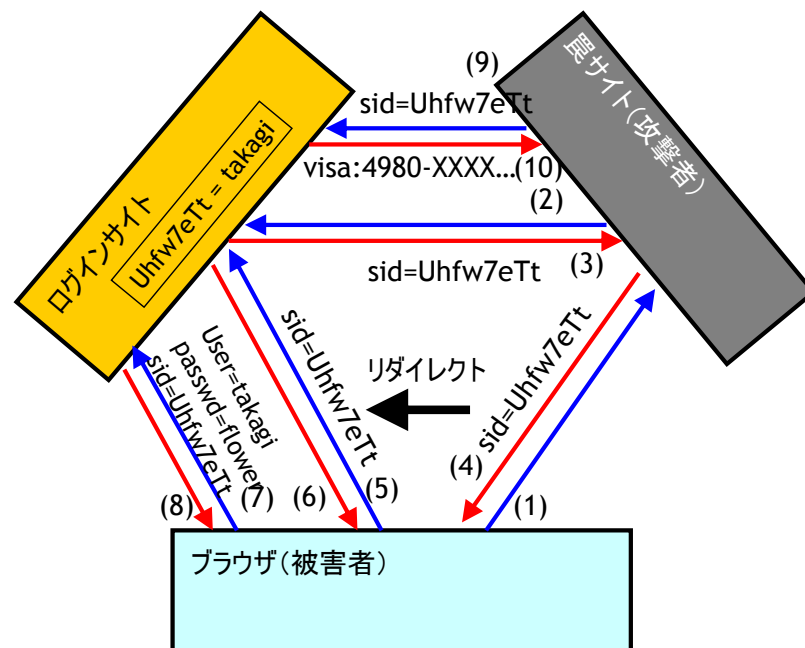 (9)
sid=Uhfw7eTt
罠サイト(攻撃者)
visa:4980-XXXX...(10)
ログインサイト
Uhfw7eTt = takagi
(2)
sid=Uhfw7eTt
(3)
sid=Uhfw7eTt
リダイレクト
sid=Uhfw7eTt
User=takagi
passwd=flower
sid=Uhfw7eTt
(4)
(8)
(7)
(6)
(5)
(1)
ブラウザ(被害者)